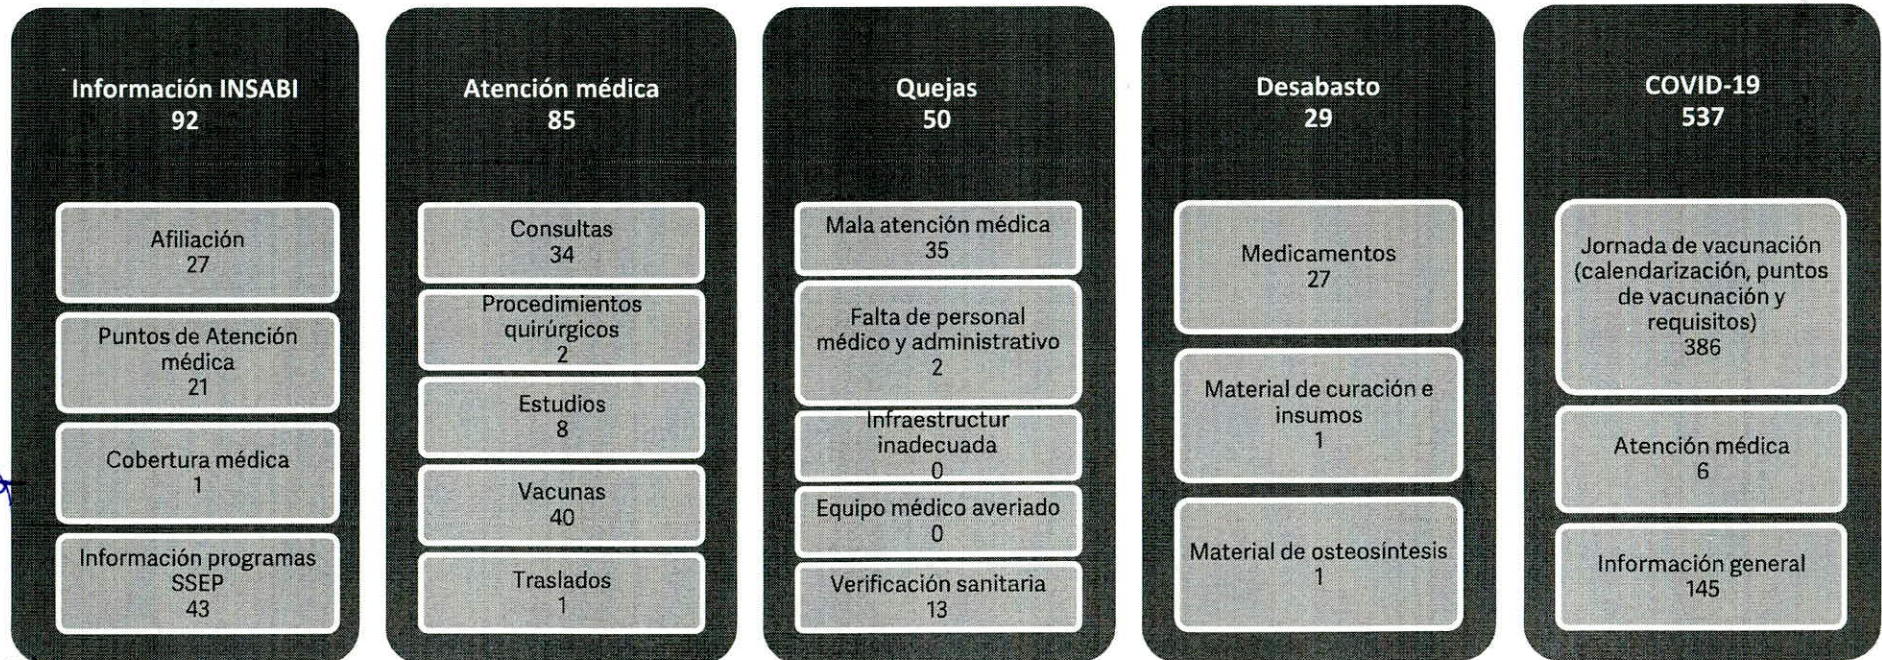 Información INSABI
92
Afiliación
27
Puntos de Atención
médica
21
Cobertura médica
1
Información programas
SSEP
43
Atención médica
85
Consultas
34
Procedimientos
quirúrgicos
2
Estudios
8
Vacunas
40
Traslados
1
Quejas
50
Mala atención médica
35
Falta de personal
médico y administrativo
2
Infraestructur
inadecuada
0
Equipo médico averiado
0
Verificación sanitaria
13
Desabasto
29
Medicamentos
27
Material de curación e
insumos
1
Material de osteosíntesis
1
COVID-19
537
Jornada de vacunación
(calendarización, puntos
de vacunación y
requisitos)
386
Atención médica
6
Información general
145